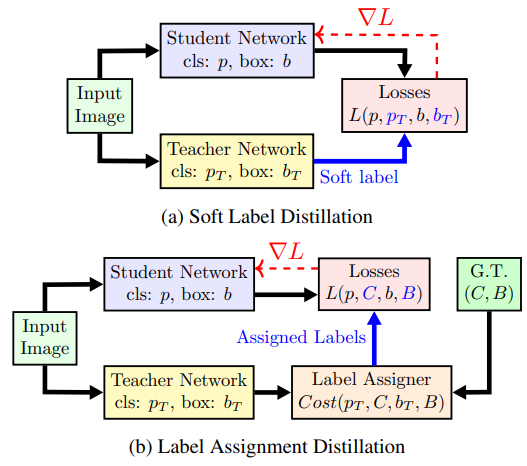 ∇L
Student Network
cls: p, box: b
Input
Image
Losses
L(p, p_T, b, b_T)
Teacher Network
cls: p_T, box: b_T
Soft label
(a) Soft Label Distillation
∇L
Student Network
cls: p, box: b
Losses
L(p, C, b, B)
G.T.
(C, B)
Input
Image
Assigned Labels
Teacher Network
cls: p_T, box: b_T
Label Assigner
Cost(p_T, C, b_T, B)
(b) Label Assignment Distillation